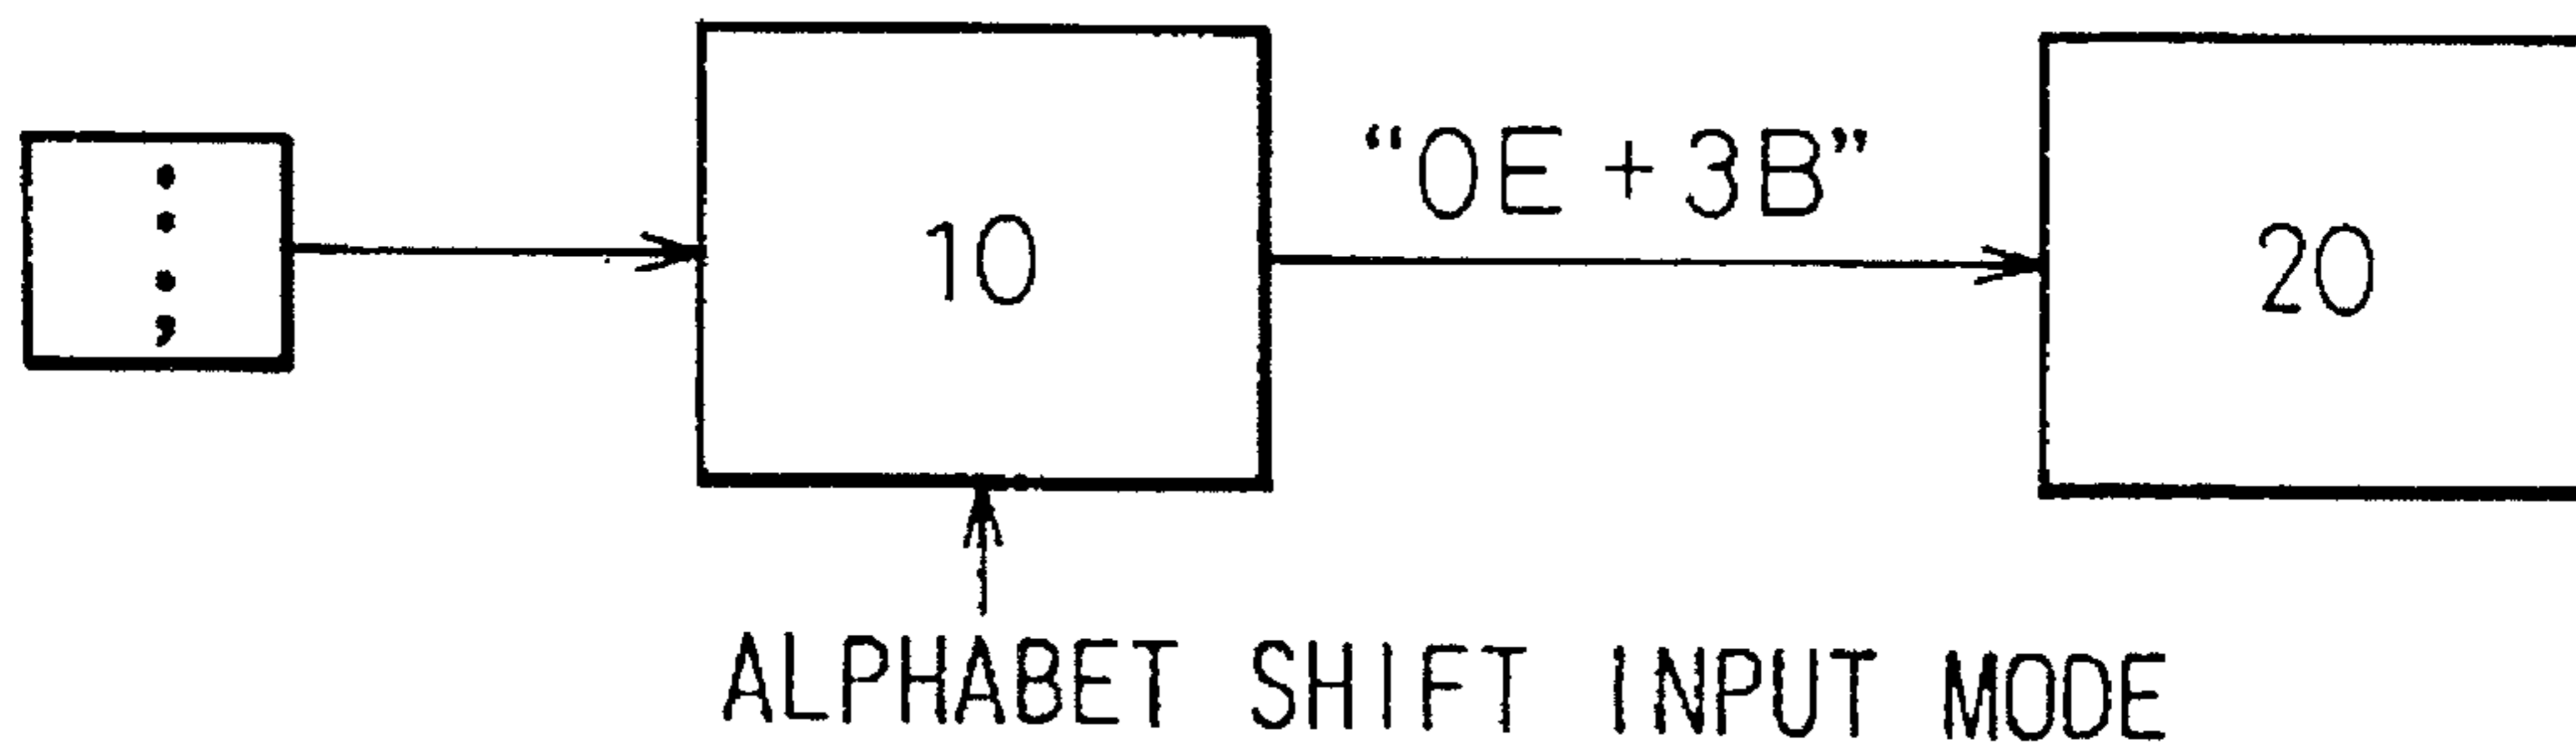 :
;
10
“0E + 3B”
20
ALPHABET SHIFT INPUT MODE